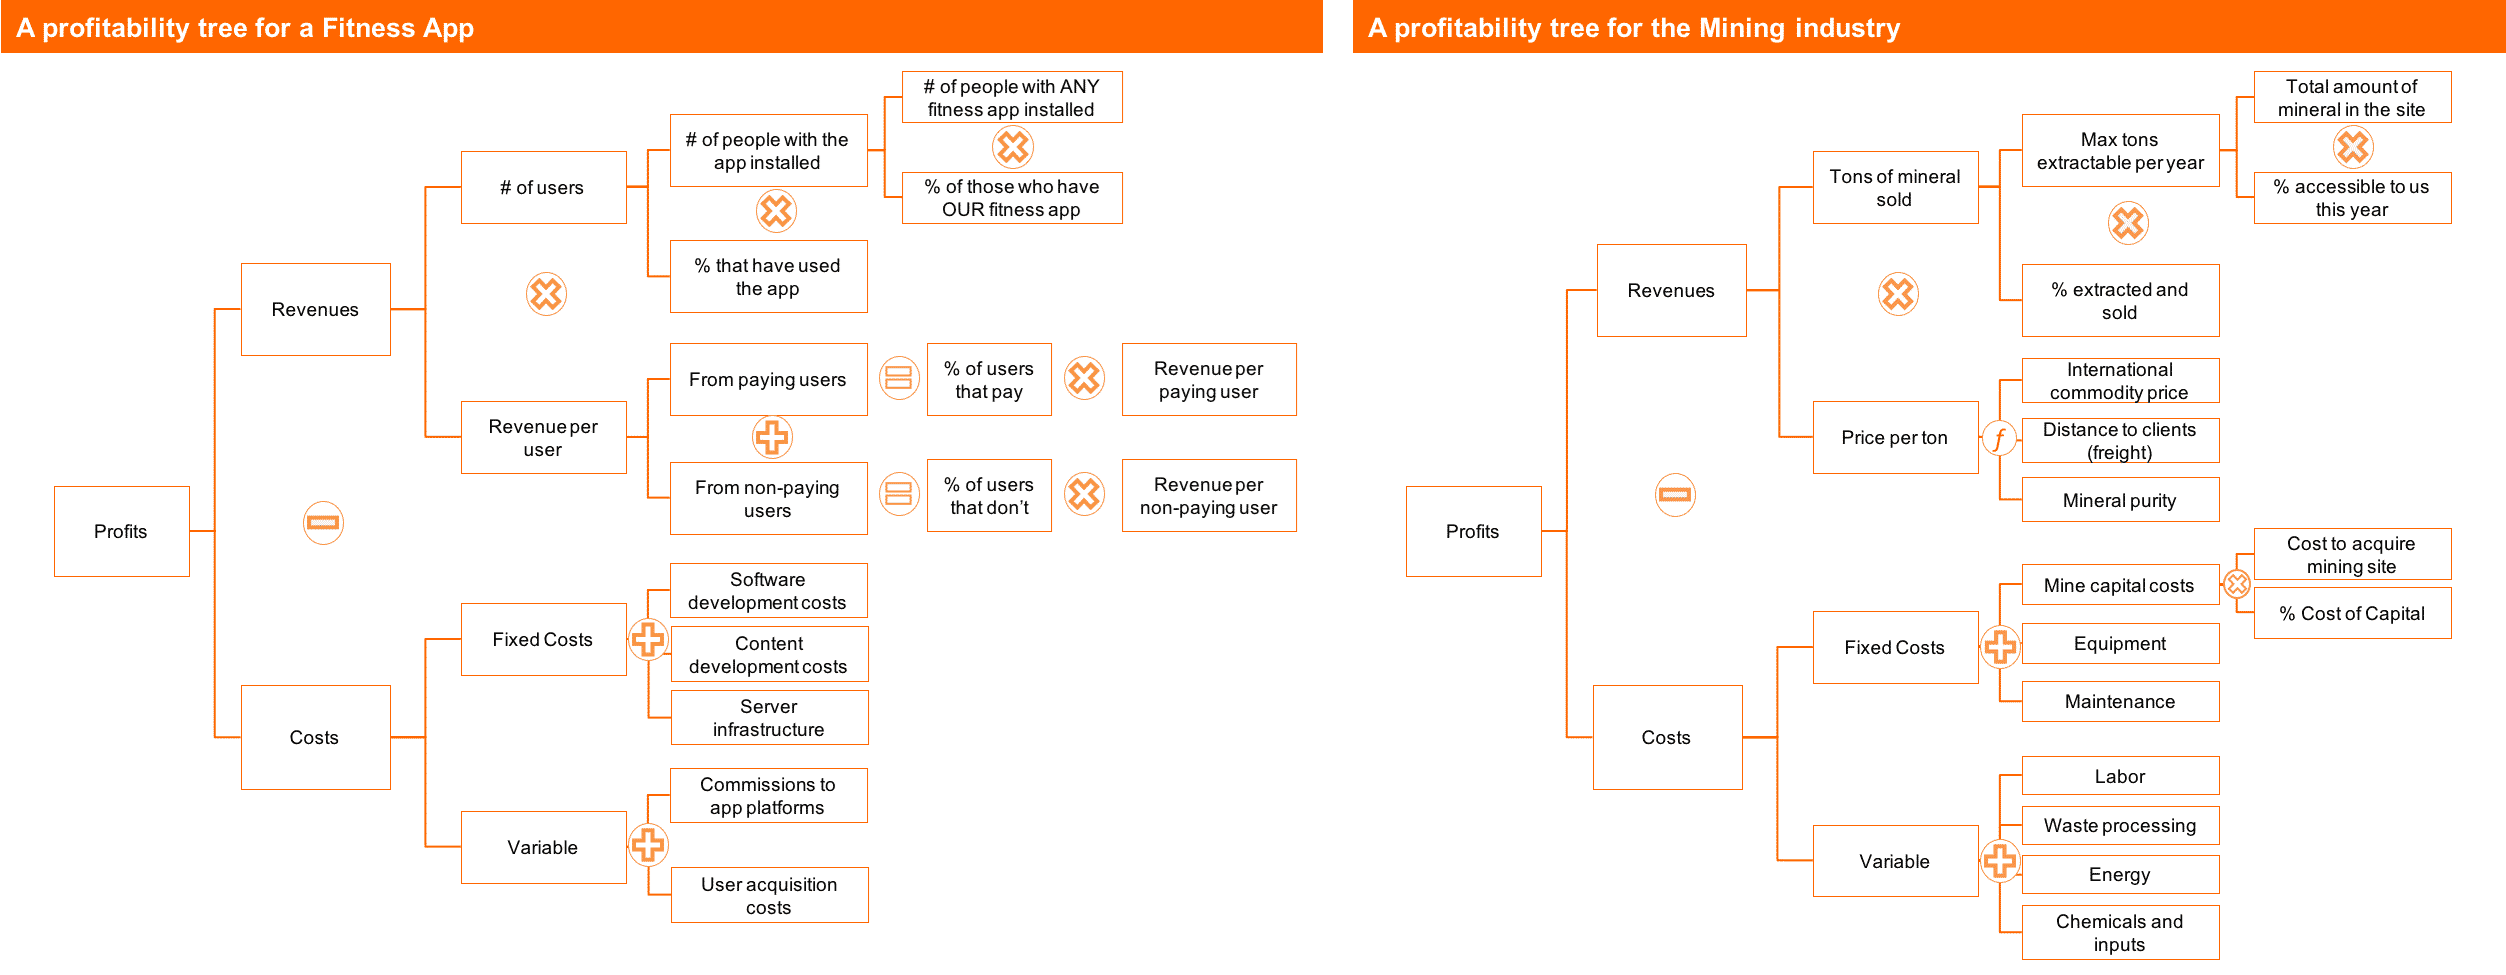 A profitability tree for a Fitness App
# of people with ANY
fitness app installed
# of people with the
app installed
% of those who have
OUR fitness app
# of users
% that have used
the app
Revenues
From paying users
% of users
that pay
Revenue per
paying user
Revenue per
user
From non-paying
users
% of users
that don’t
Revenue per
non-paying user
Profits
Software
development costs
Fixed Costs
Content
development costs
Server
infrastructure
Costs
Commissions to
app platforms
Variable
User acquisition
costs
A profitability tree for the Mining industry
Total amount of
mineral in the site
Max tons
extractable per year
% accessible to us
this year
Tons of mineral
sold
% extracted and
sold
Revenues
International
commodity price
Price per ton
f
Distance to clients
(freight)
Mineral purity
Profits
Cost to acquire
mining site
Mine capital costs
% Cost of Capital
Fixed Costs
Equipment
Maintenance
Costs
Labor
Waste processing
Variable
Energy
Chemicals and
inputs